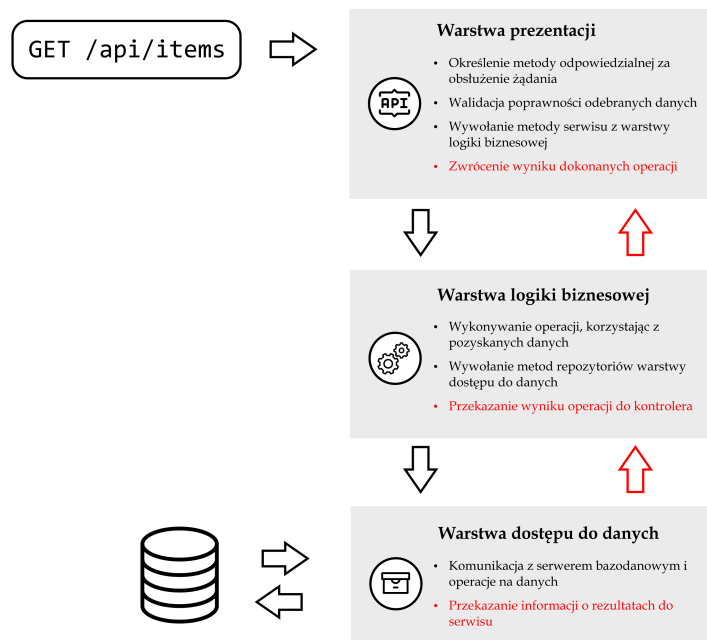 GET /api/items
Warstwa prezentacji
• Określenie metody odpowiedzialnej za
obsłużenie żądania
• Walidacja poprawności odebranych danych
• Wywołanie metody serwisu z warstwy
logiki biznesowej
• Zwrócenie wyniku dokonanych operacji
API
Warstwa logiki biznesowej
• Wykonywanie operacji, korzystając z
pozyskanych danych
• Wywołanie metod repozytoriów warstwy
dostępu do danych
• Przekazanie wyniku operacji do kontrolera
Warstwa dostępu do danych
• Komunikacja z serwerem bazodanowym i
operacje na danych
• Przekazanie informacji o rezultatach do
serwisu